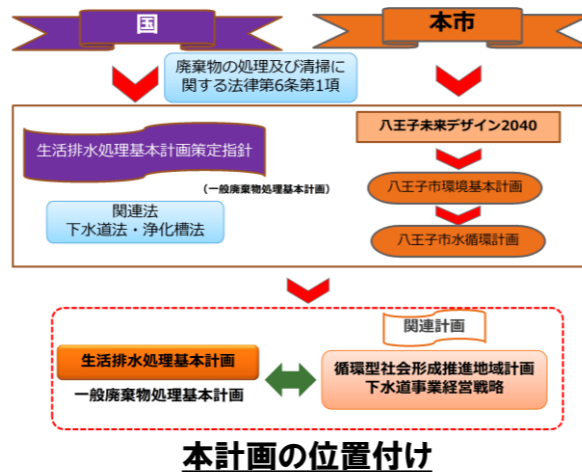 国
本市
廃棄物の処理及び清掃に
関する法律第6条第1項
生活排水処理基本計画策定指針
(一般廃棄物処理基本計画)
関連法
下水道法・浄化槽法
八王子未来デザイン2040
八王子市環境基本計画
八王子市水循環計画
生活排水処理基本計画
一般廃棄物処理基本計画
関連計画
循環型社会形成推進地域計画
下水道事業経営戦略
本計画の位置付け